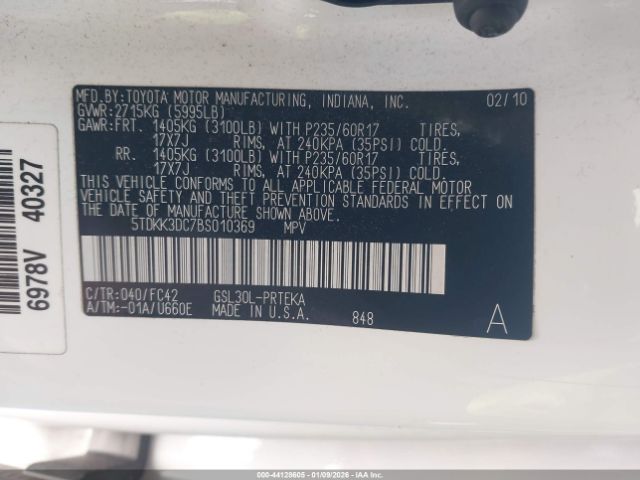 MFD.BY:TOYOTA MOTOR MANUFACTURING, INDIANA, INC. 02/10
GVWR:2715KG (5995LB)
GAWR:FRT. 1405KG (3100LB) WITH P235/60R17 TIRES,
17X7J RIMS, AT 240KPA (35PSI) COLD.
RR. 1405KG (3100LB) WITH P235/60R17 TIRES,
17X7J RIMS, AT 240KPA (35PSI) COLD.
THIS VEHICLE CONFORMS TO ALL APPLICABLE FEDERAL MOTOR
VEHICLE SAFETY AND THEFT PREVENTION STANDARDS IN EFFECT ON
THE DATE OF MANUFACTURE SHOWN ABOVE.
5TDKK3DC7BS010369 MPV
C/TR:040/FC42 GSL30L-PRTEKA
A/TM:-01A/U660E MADE IN U.S.A. 848 A
6978V 40327
000-44128605 - 01/09/2026 - IAAI.COM